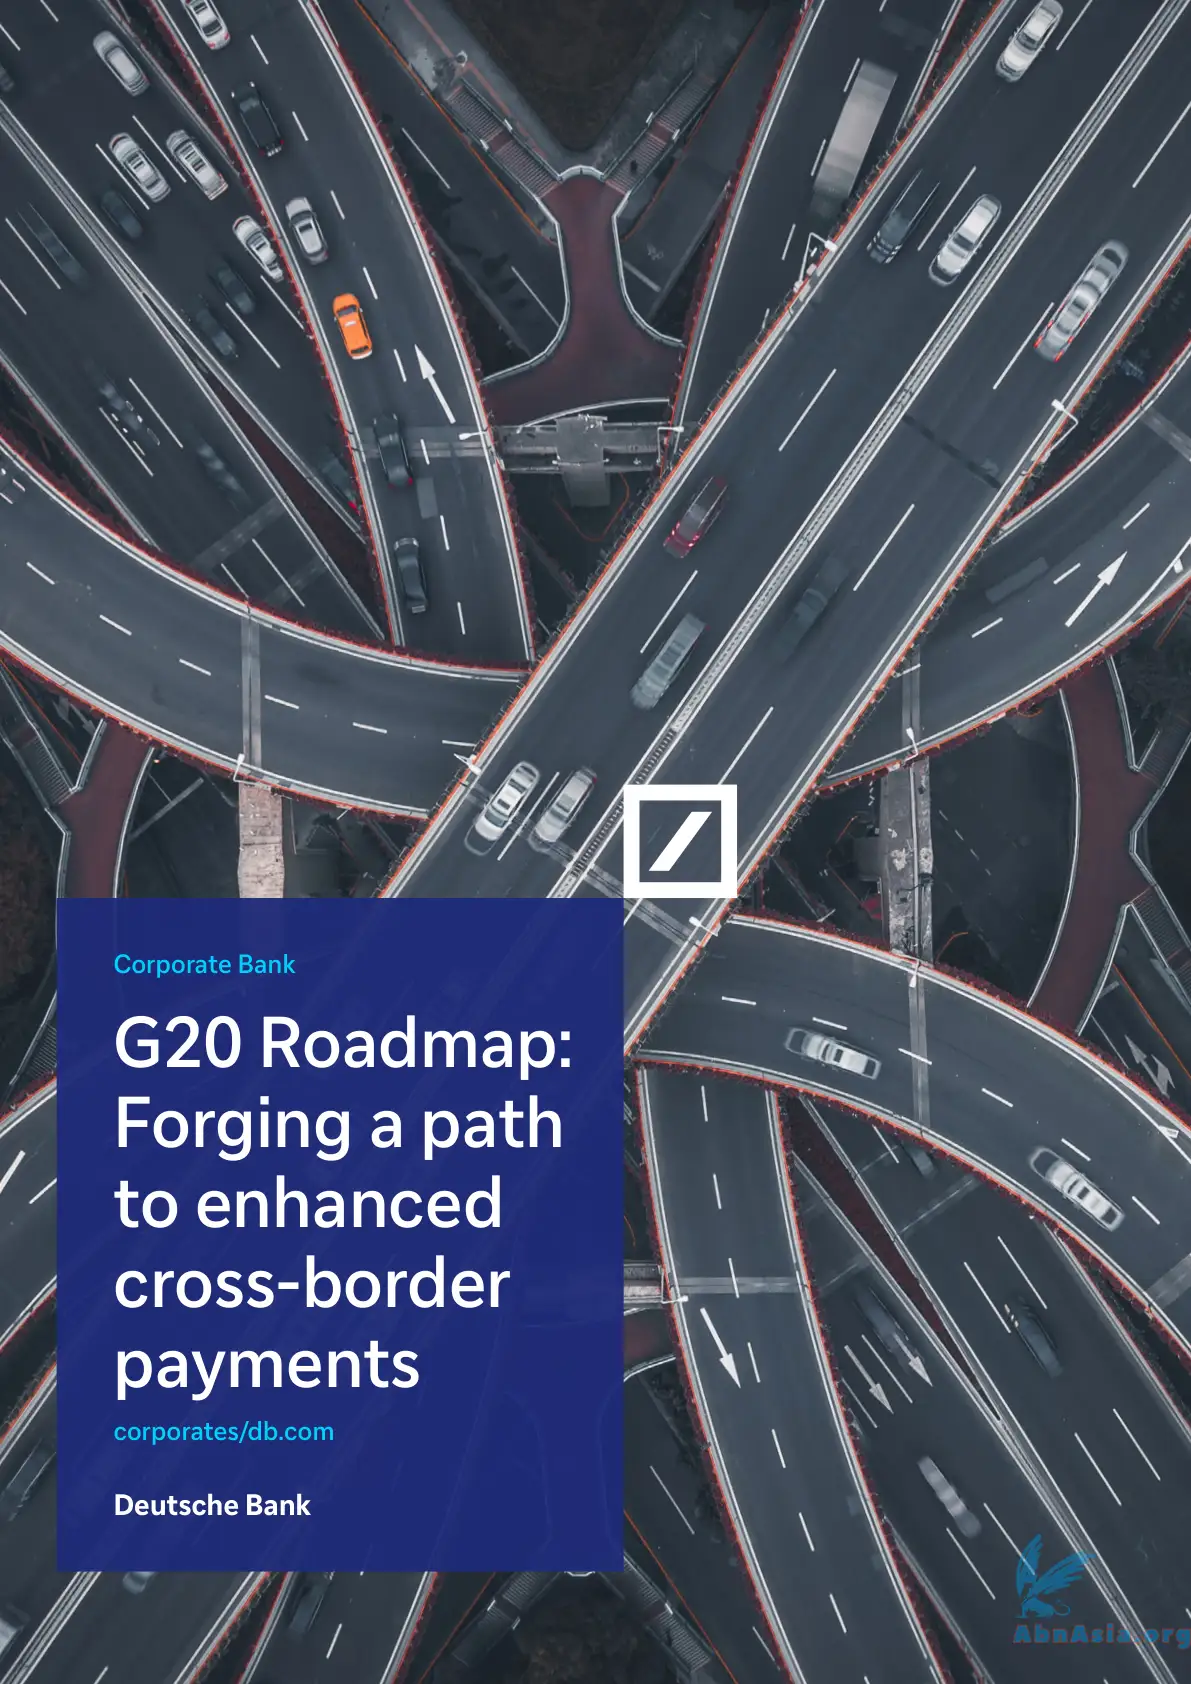 Corporate Bank
G20 Roadmap:
Forging a path
to enhanced
cross-border
payments
corporates/db.com
Deutsche Bank
AbnAsia.org